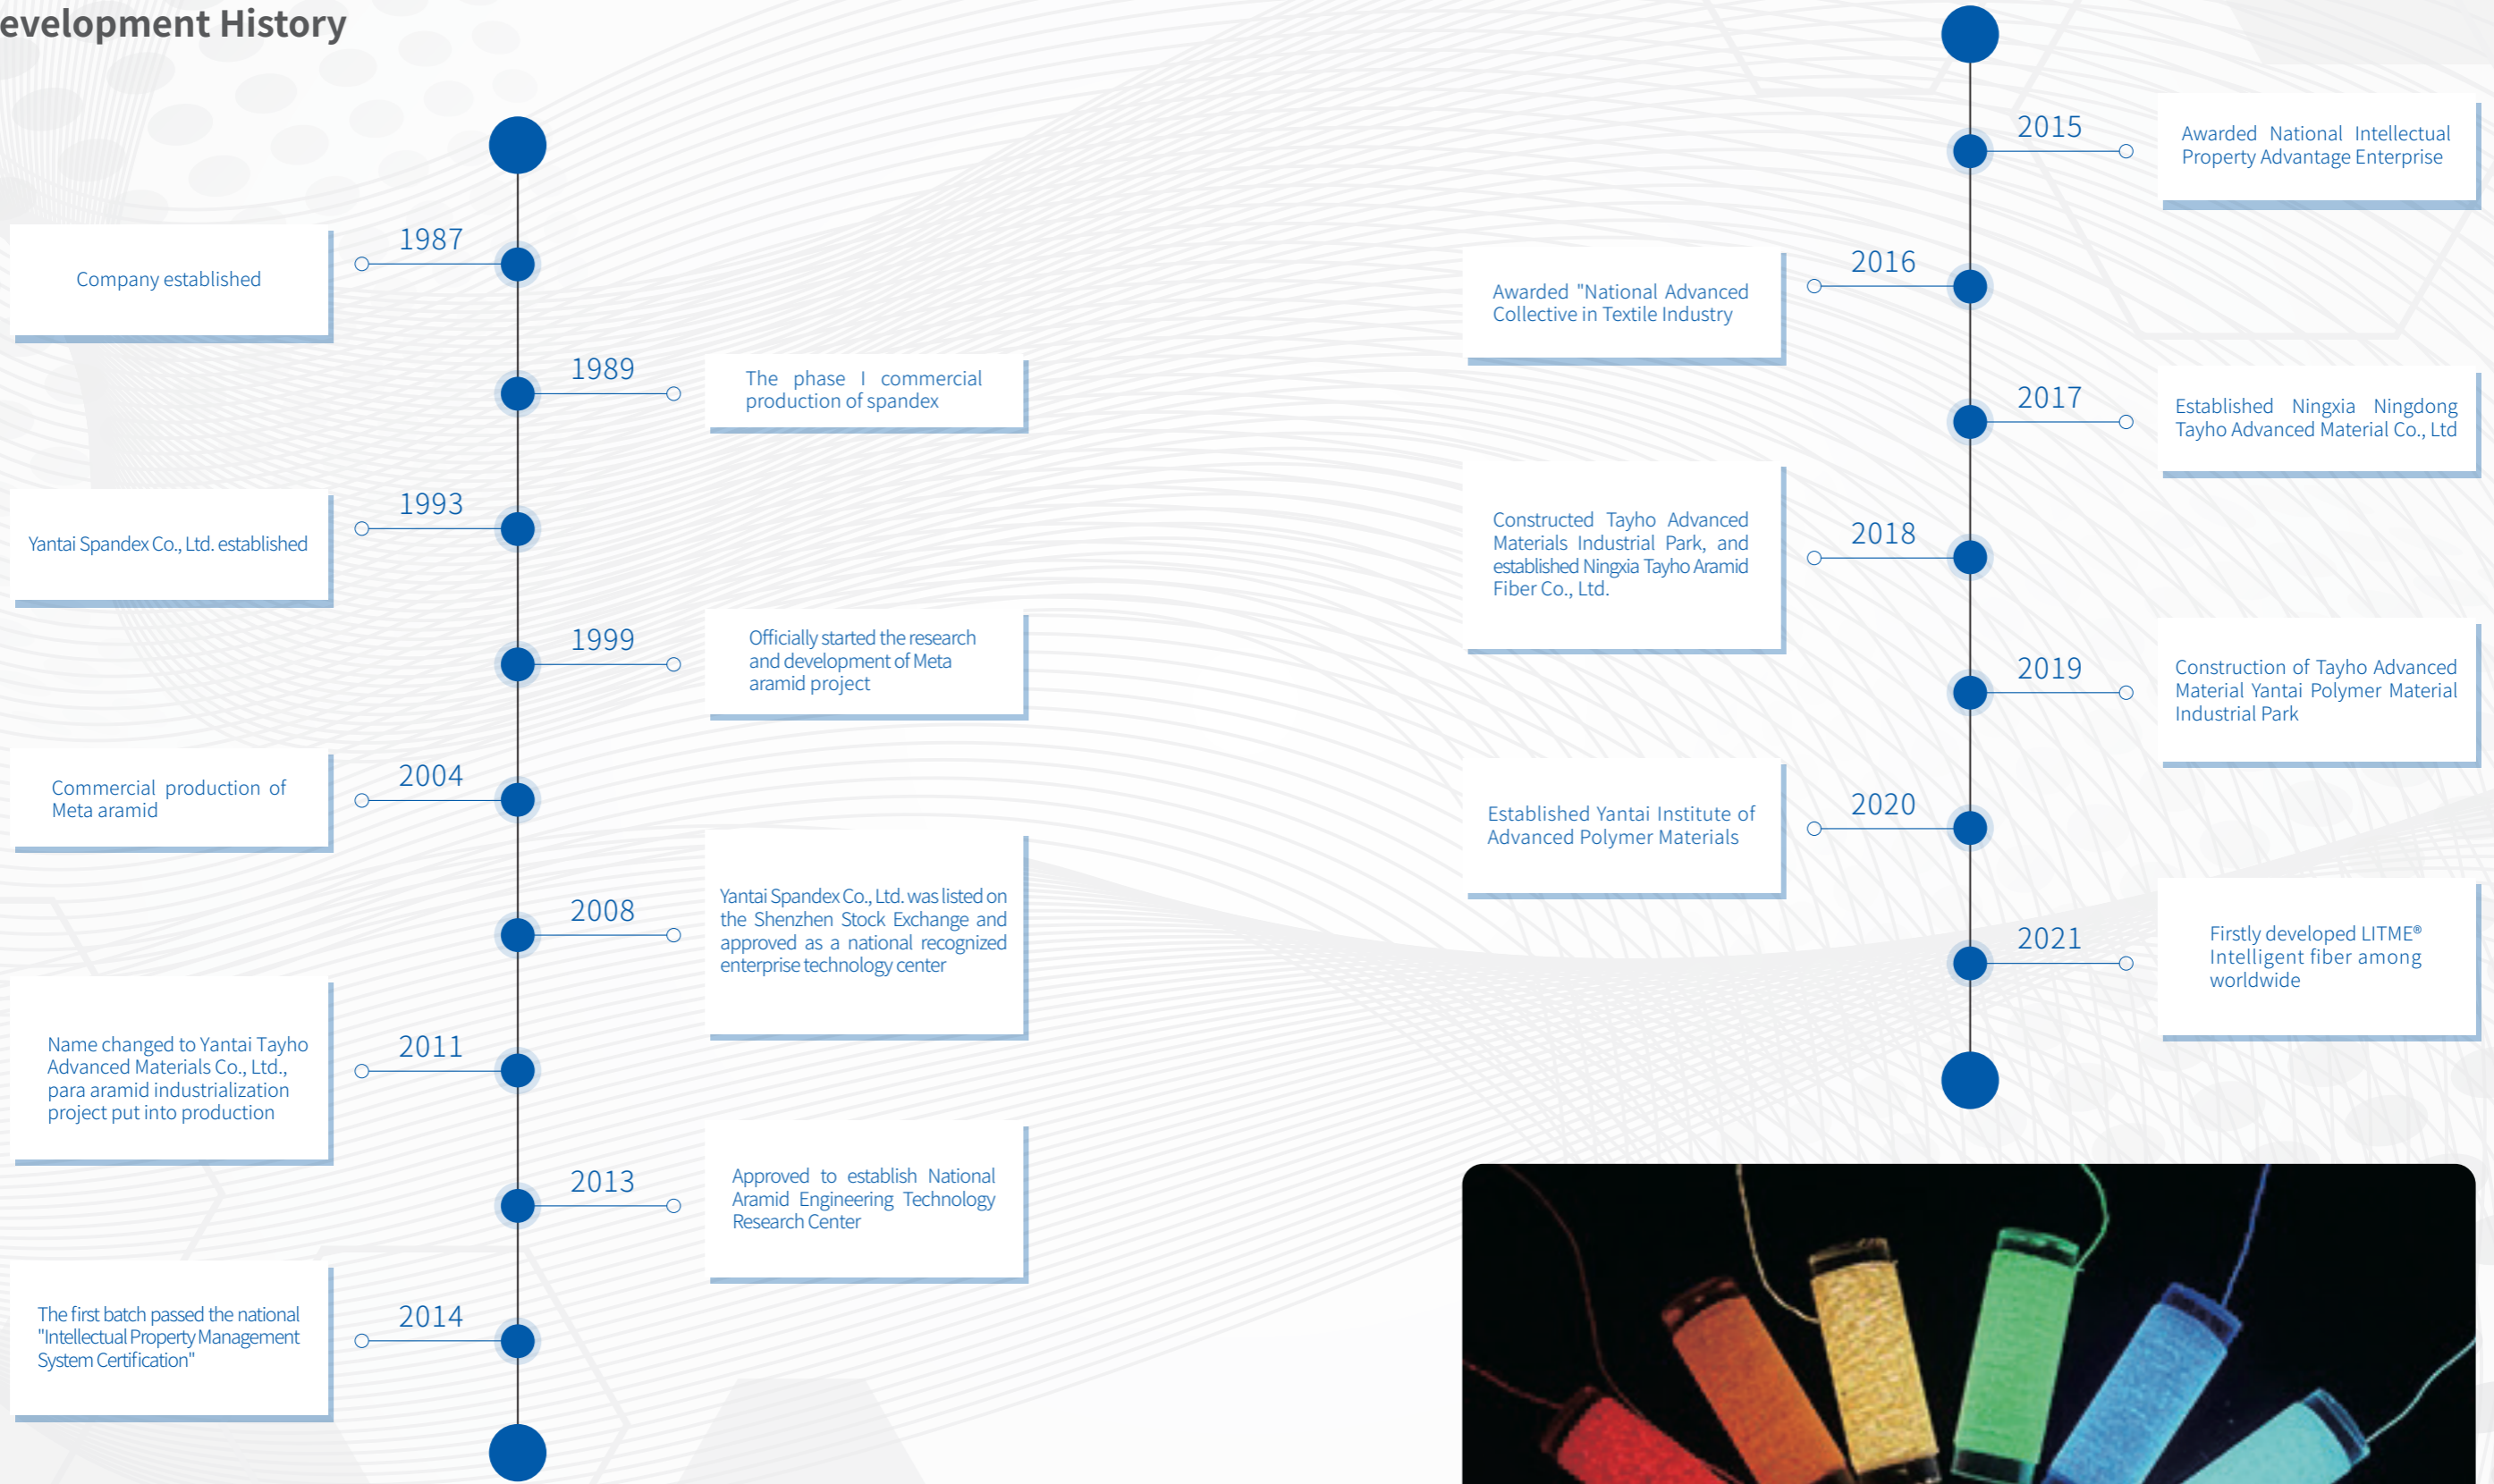 evelopment History
1987
Company established
1989
The phase I commercial
production of spandex
1993
Yantai Spandex Co., Ltd. established
1999
Officially started the research
and development of Meta
aramid project
2004
Commercial production of
Meta aramid
2008
Yantai Spandex Co., Ltd. was listed on
the Shenzhen Stock Exchange and
approved as a national recognized
enterprise technology center
2011
Name changed to Yantai Tayho
Advanced Materials Co., Ltd.,
para aramid industrialization
project put into production
2013
Approved to establish National
Aramid Engineering Technology
Research Center
2014
The first batch passed the national
"Intellectual Property Management
System Certification"
2015
Awarded National Intellectual
Property Advantage Enterprise
2016
Awarded "National Advanced
Collective in Textile Industry
2017
Established Ningxia Ningdong
Tayho Advanced Material Co., Ltd
2018
Constructed Tayho Advanced
Materials Industrial Park, and
established Ningxia Tayho Aramid
Fiber Co., Ltd.
2019
Construction of Tayho Advanced
Material Yantai Polymer Material
Industrial Park
2020
Established Yantai Institute of
Advanced Polymer Materials
2021
Firstly developed LITME®
Intelligent fiber among
worldwide